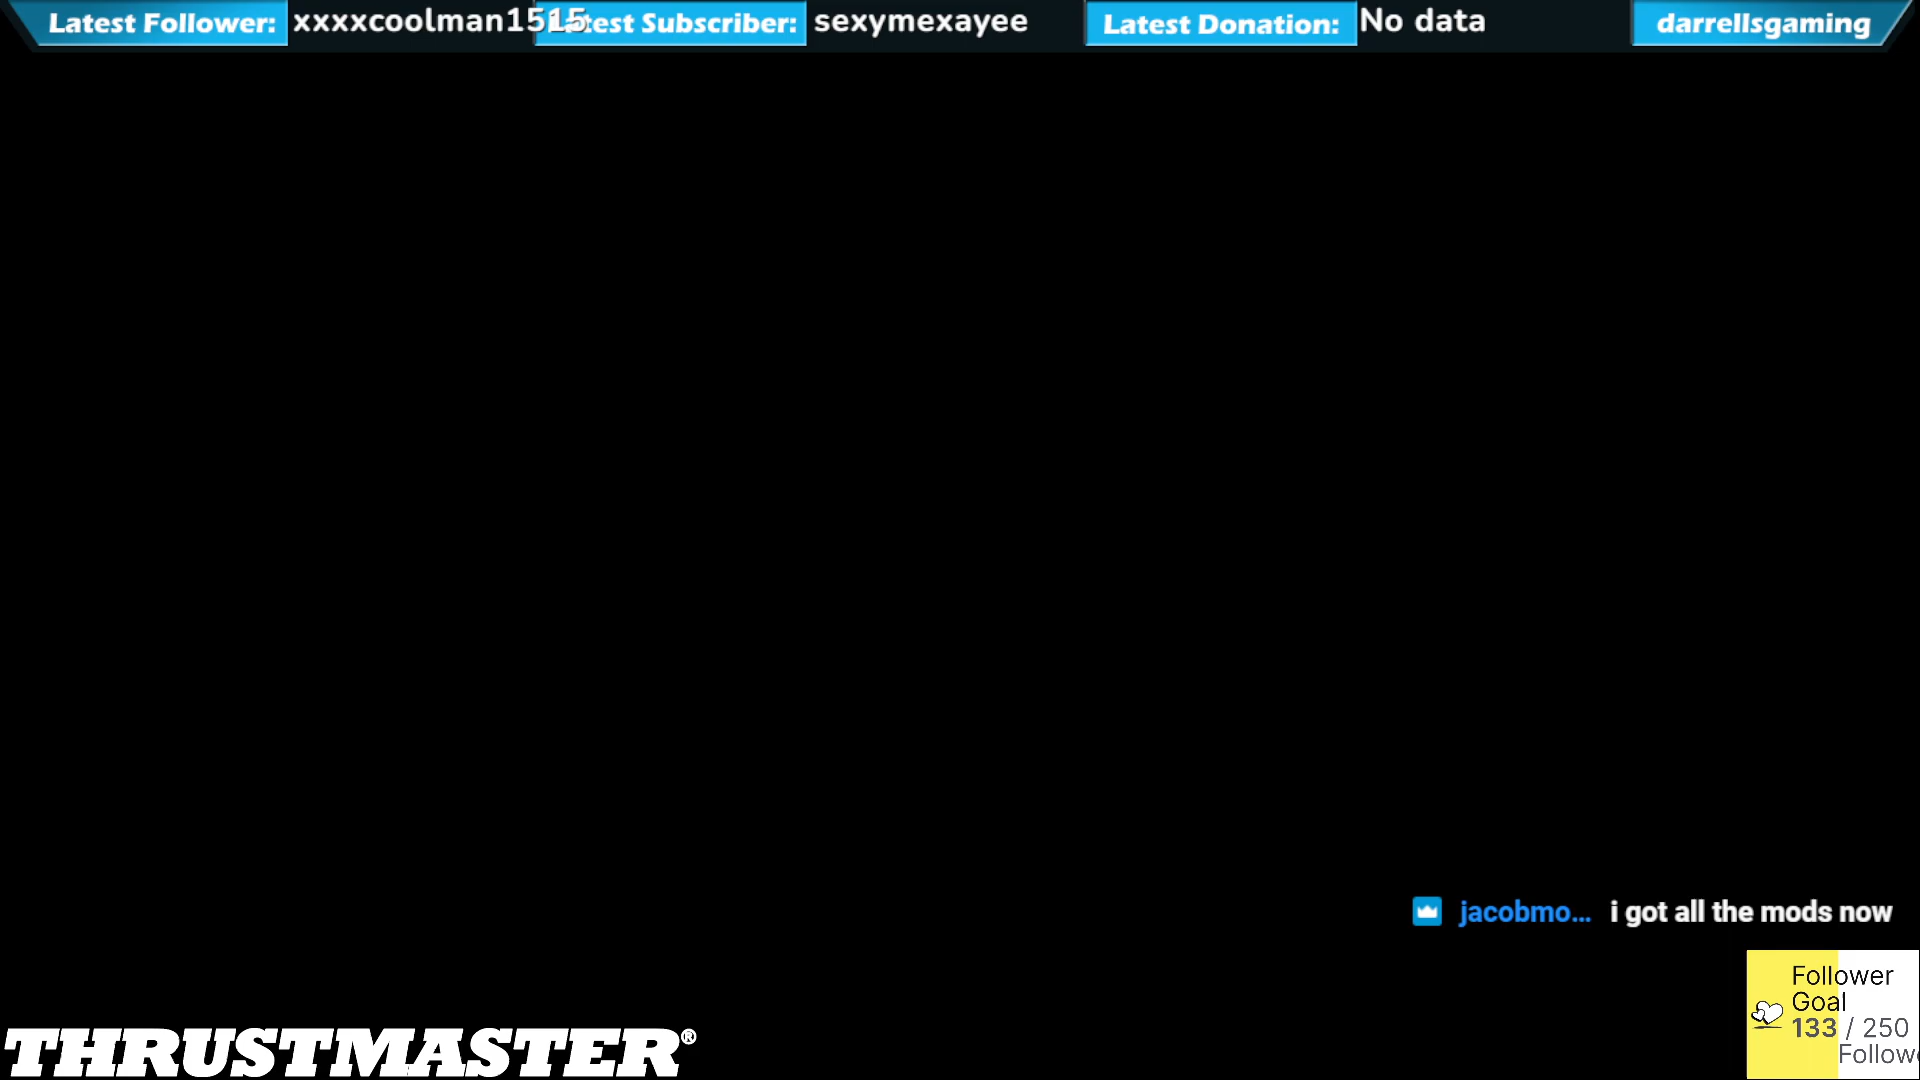 Latest Follower: xxxxcoolman1515 Latest Subscriber: sexymexayee Latest Donation: No data darrellsgaming
jacobmo... i got all the mods now
Follower
Goal
133 / 250
Follow
THRUSTMASTER®